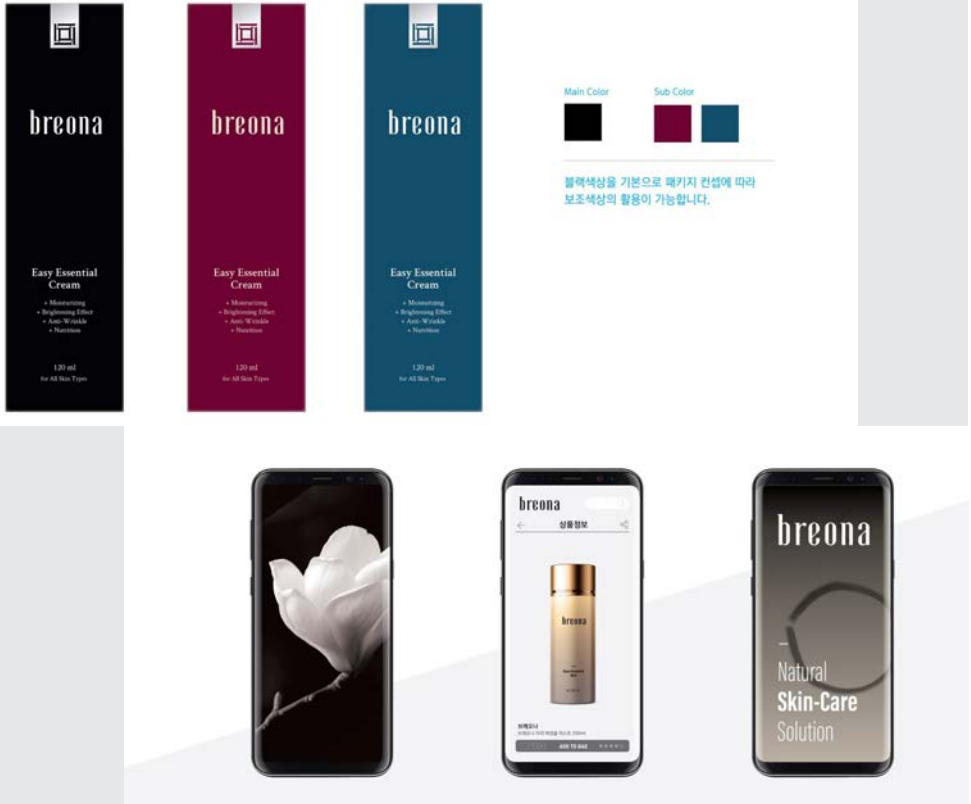 breona
Easy Essential
Cream
+ Moisturizing
+ Brightening Effect
+ Anti-Wrinkle
+ Nutrition
120 ml
for All Skin Types
breona
Easy Essential
Cream
+ Moisturizing
+ Brightening Effect
+ Anti-Wrinkle
+ Nutrition
120 ml
for All Skin Types
breona
Easy Essential
Cream
+ Moisturizing
+ Brightening Effect
+ Anti-Wrinkle
+ Nutrition
120 ml
for All Skin Types
Main Color
Sub Color
블랙색상을 기본으로 패키지 컨셉에 따라
보조색상의 활용이 가능합니다.
breona
상품정보
breona
브레오나
ADD TO BAG
breona
Natural
Skin-Care
Solution